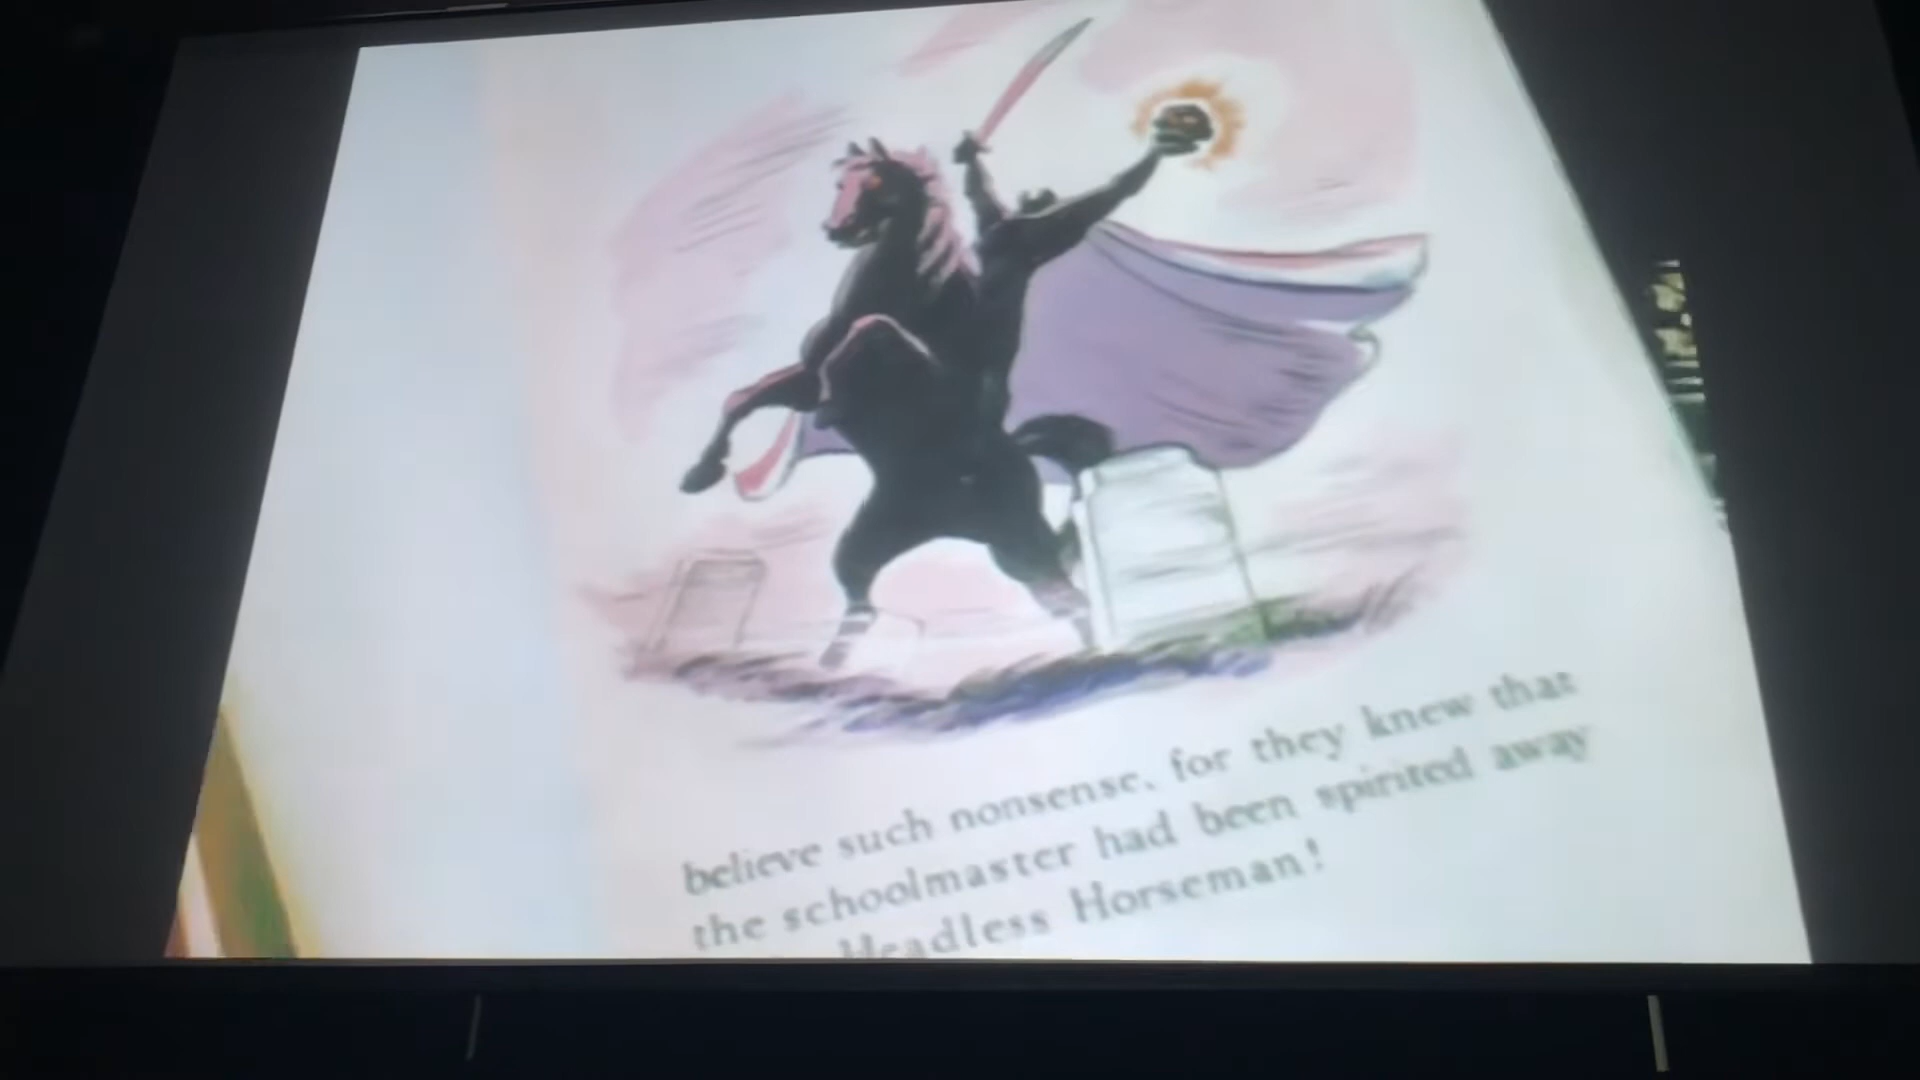 believe such nonsense, for they knew that
the schoolmaster had been spirited away
Headless Horseman!